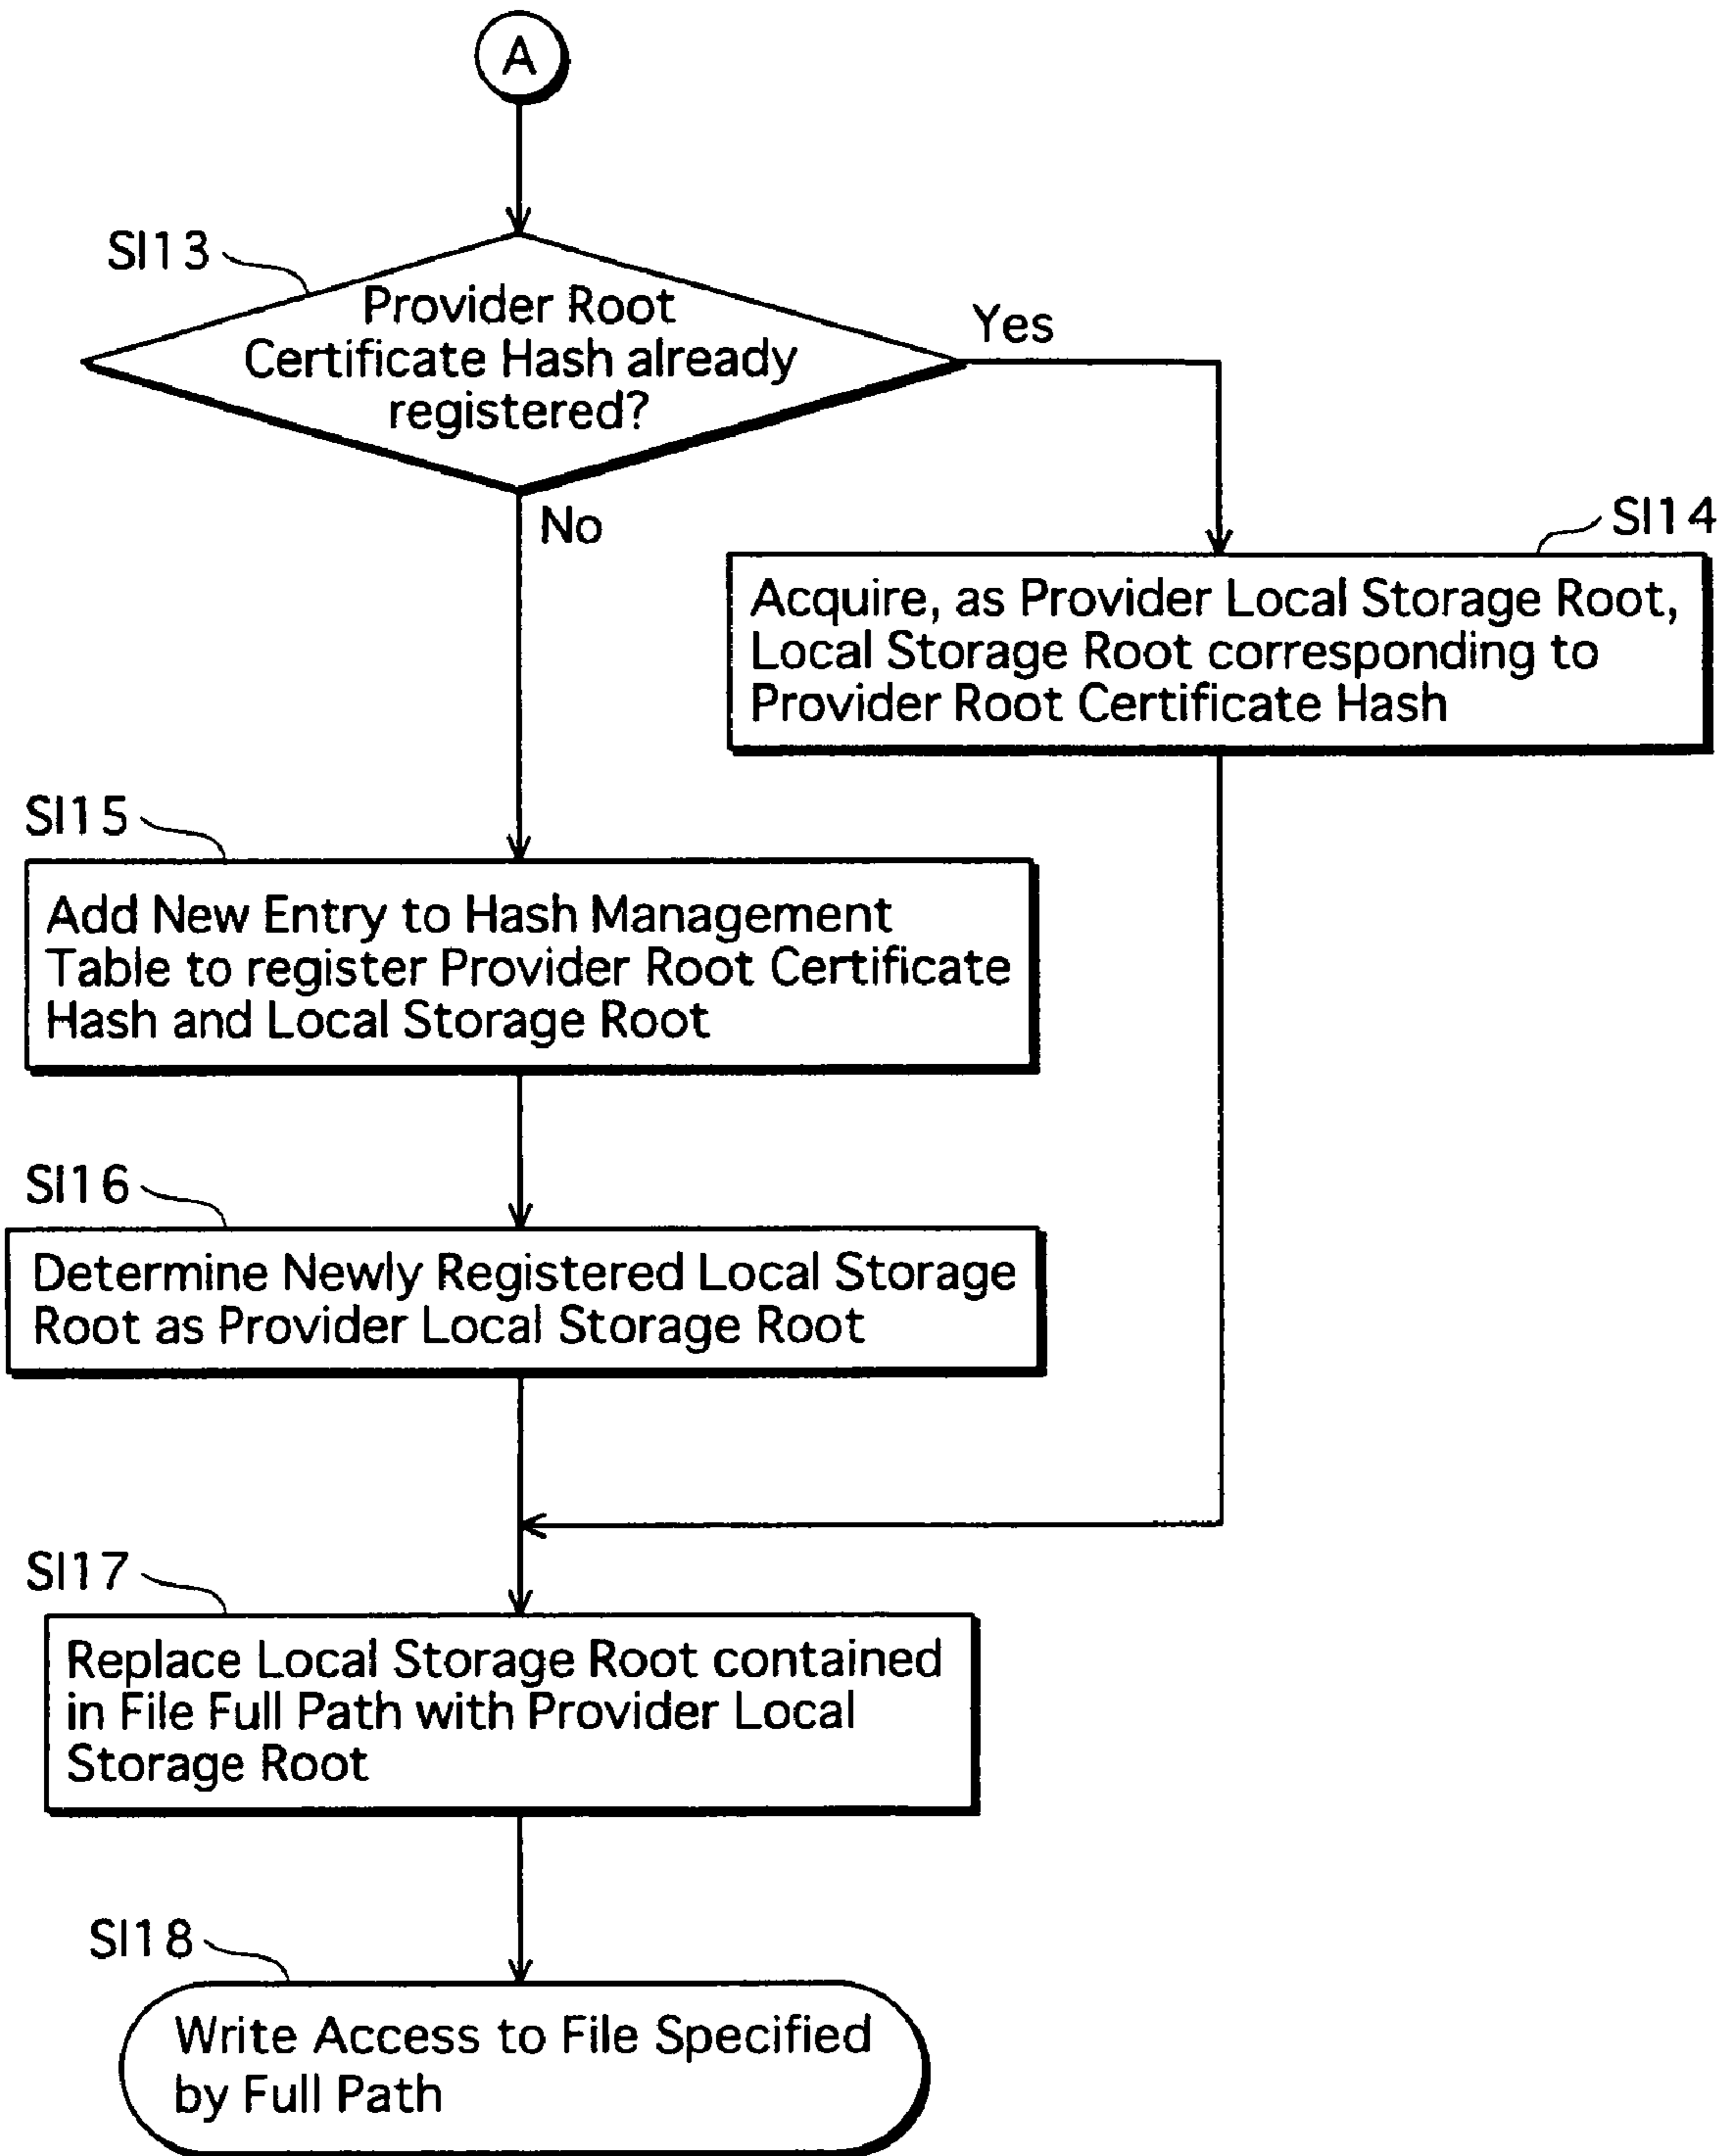 A
SI13
Provider Root
Certificate Hash already
registered?
Yes
No
SI14
Acquire, as Provider Local Storage Root,
Local Storage Root corresponding to
Provider Root Certificate Hash
SI15
Add New Entry to Hash Management
Table to register Provider Root Certificate
Hash and Local Storage Root
SI16
Determine Newly Registered Local Storage
Root as Provider Local Storage Root
SI17
Replace Local Storage Root contained
in File Full Path with Provider Local
Storage Root
SI18
Write Access to File Specified
by Full Path